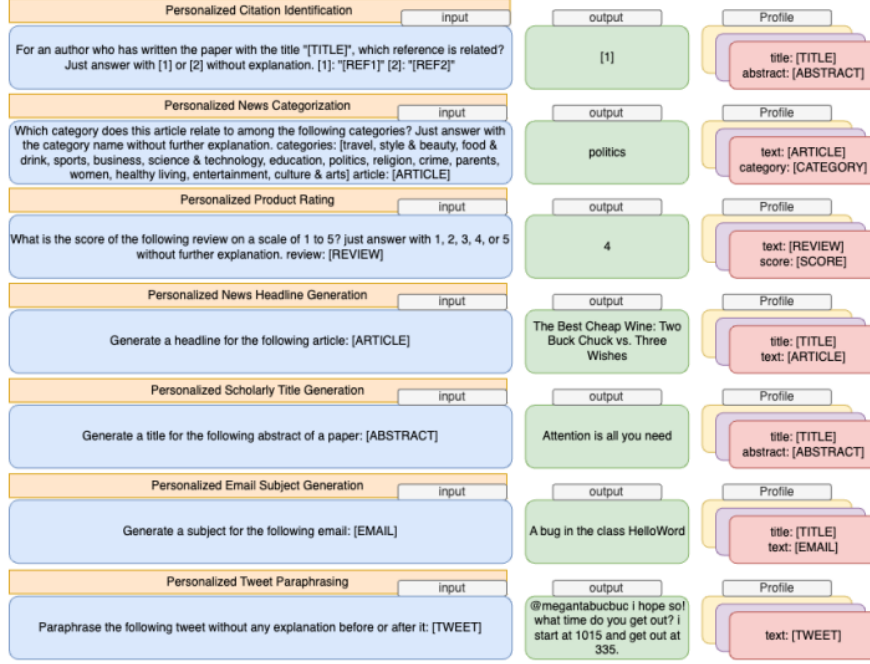 Personalized Citation Identification
input
output
Profile
For an author who has written the paper with the title "[TITLE]", which reference is related?
Just answer with [1] or [2] without explanation. [1]: "[REF1]" [2]: "[REF2]"
[1]
title: [TITLE]
abstract: [ABSTRACT]
Personalized News Categorization
input
output
Profile
Which category does this article relate to among the following categories? Just answer with
the category name without further explanation. categories: [travel, style & beauty, food &
drink, sports, business, science & technology, education, politics, religion, crime, parents,
women, healthy living, entertainment, culture & arts] article: [ARTICLE]
politics
text: [ARTICLE]
category: [CATEGORY]
Personalized Product Rating
input
output
Profile
What is the score of the following review on a scale of 1 to 5? just answer with 1, 2, 3, 4, or 5
without further explanation. review: [REVIEW]
4
text: [REVIEW]
score: [SCORE]
Personalized News Headline Generation
input
output
Profile
Generate a headline for the following article: [ARTICLE]
The Best Cheap Wine: Two
Buck Chuck vs. Three
Wishes
title: [TITLE]
text: [ARTICLE]
Personalized Scholarly Title Generation
input
output
Profile
Generate a title for the following abstract of a paper: [ABSTRACT]
Attention is all you need
title: [TITLE]
abstract: [ABSTRACT]
Personalized Email Subject Generation
input
output
Profile
Generate a subject for the following email: [EMAIL]
A bug in the class HelloWord
title: [TITLE]
text: [EMAIL]
Personalized Tweet Paraphrasing
input
output
Profile
Paraphrase the following tweet without any explanation before or after it: [TWEET]
@megantabucbuc i hope so!
what time do you get out? i
start at 1015 and get out at
335.
text: [TWEET]